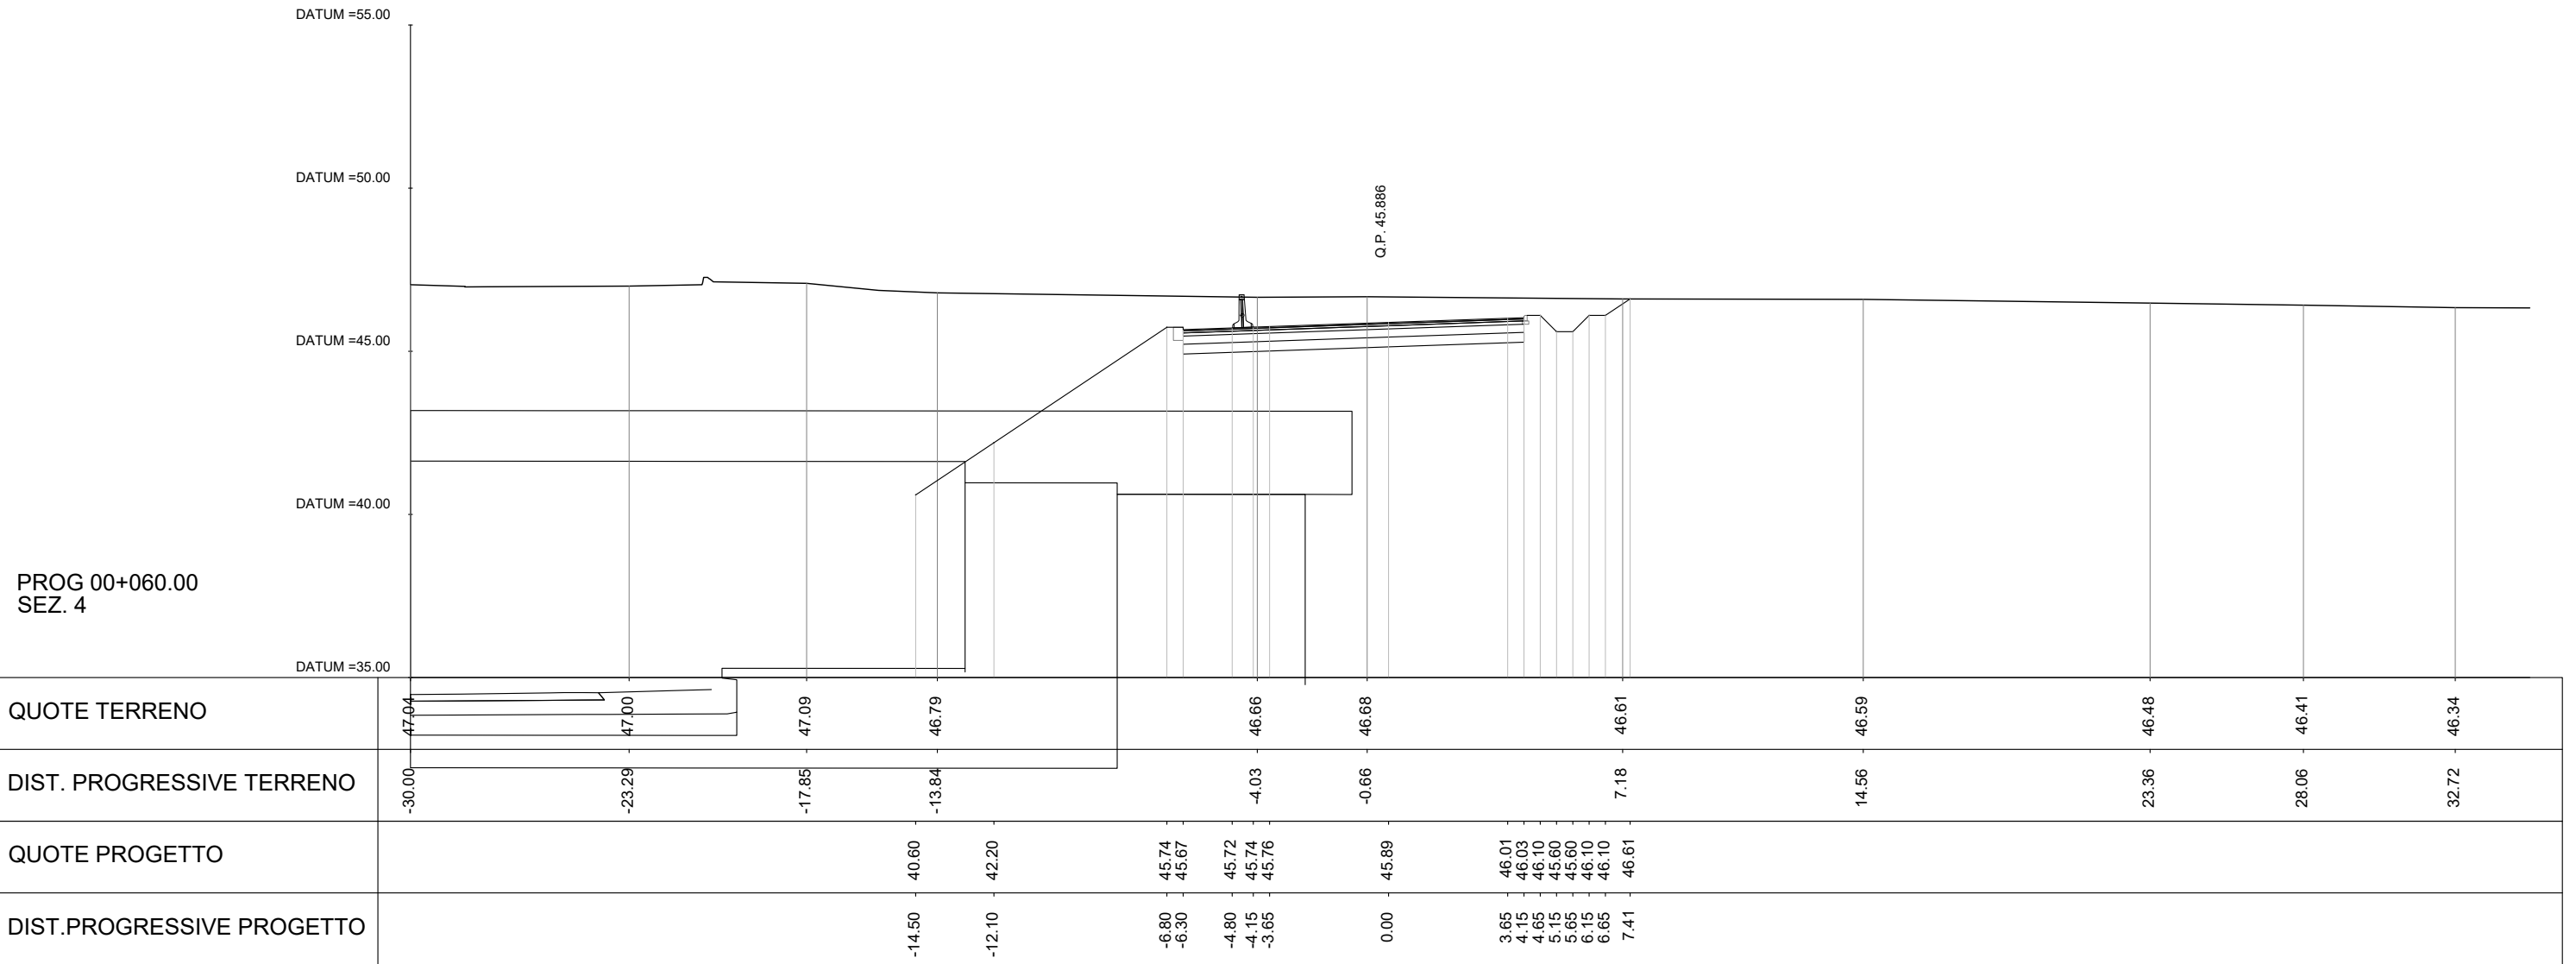 DATUM =55.00
DATUM =50.00
Q.P. 45.886
DATUM =45.00
DATUM =40.00
PROG 00+060.00
SEZ. 4
DATUM =35.00
QUOTE TERRENO 47.04 47.00 47.09 46.79 46.66 46.68 46.61 46.59 46.48 46.41 46.34
DIST. PROGRESSIVE TERRENO -30.00 -23.29 -17.85 -13.84 -4.03 -0.66 7.18 14.56 23.36 28.06 32.72
QUOTE PROGETTO 40.60 42.20 45.74 45.67 45.72 45.74 45.76 45.89 46.01 46.03 46.10 45.60 45.60 46.10 46.10 46.61
DIST.PROGRESSIVE PROGETTO -14.50 -12.10 -6.80 -6.30 -4.80 -4.15 -3.65 0.00 3.65 4.15 4.65 5.15 5.65 6.15 6.65 7.41